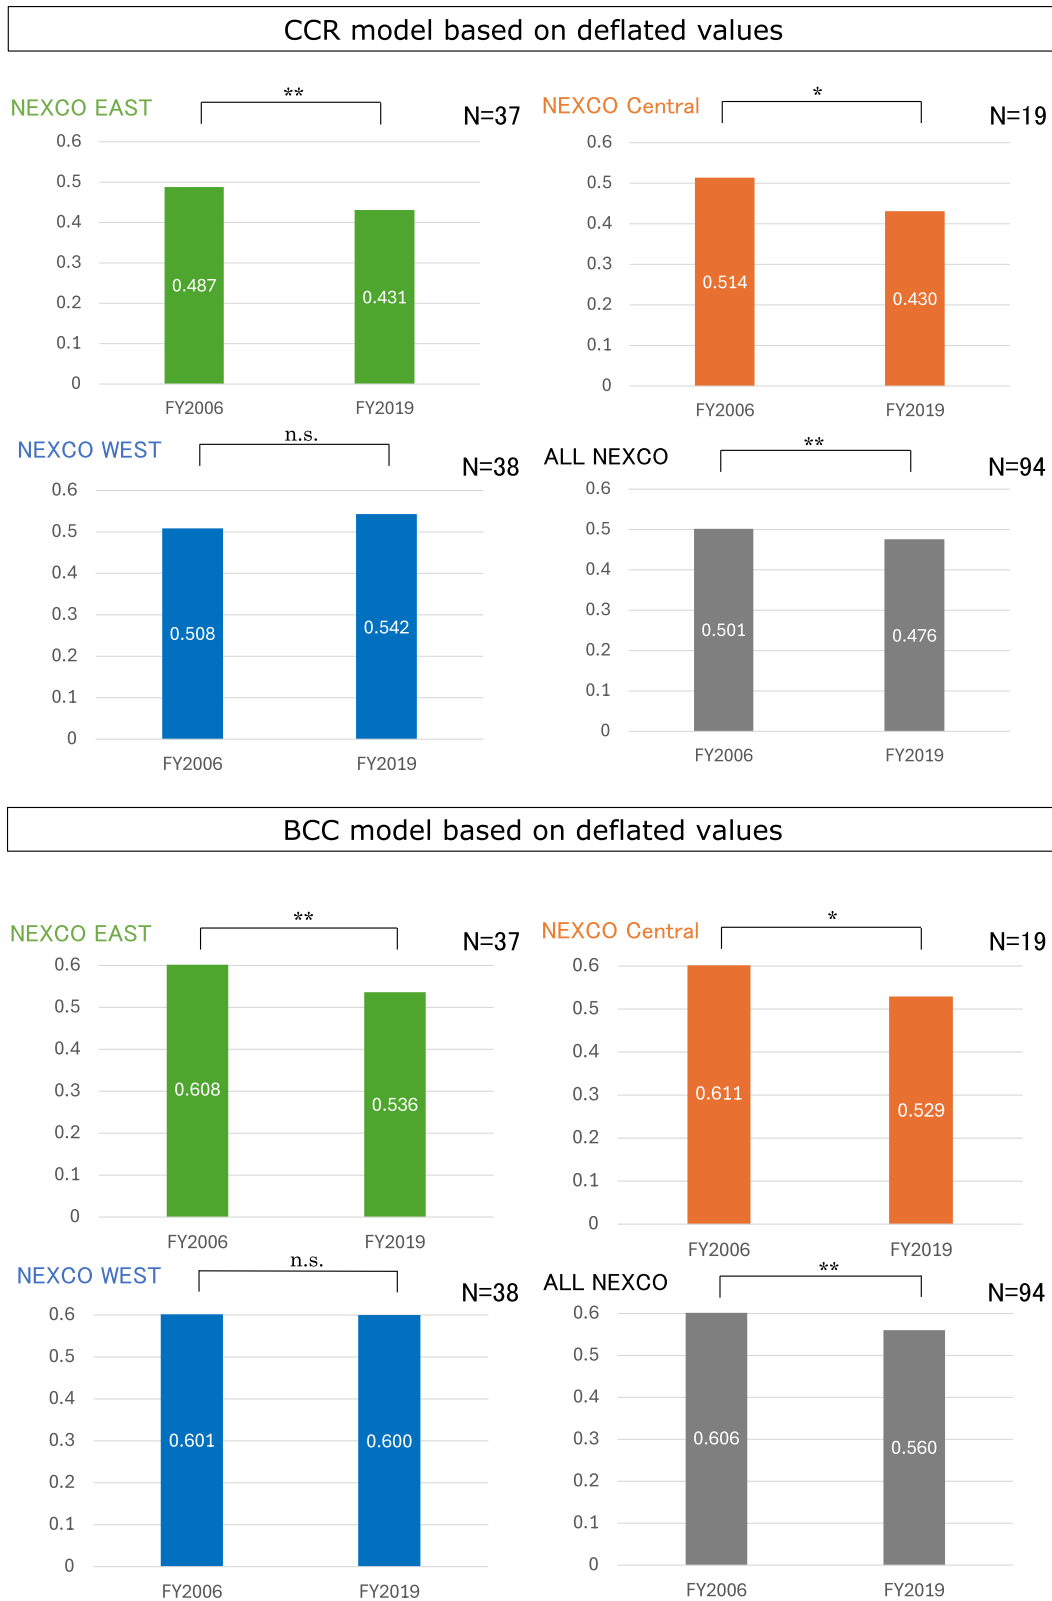 CCR model based on deflated values
NEXCO EAST
**
N=37
0.6
0.5
0.4
0.3
0.2
0.1
0
0.487
0.431
FY2006
FY2019
NEXCO Central
*
N=19
0.6
0.5
0.4
0.3
0.2
0.1
0
0.514
0.430
FY2006
FY2019
NEXCO WEST
n.s.
N=38
0.6
0.5
0.4
0.3
0.2
0.1
0
0.508
0.542
FY2006
FY2019
ALL NEXCO
**
N=94
0.6
0.5
0.4
0.3
0.2
0.1
0
0.501
0.476
FY2006
FY2019
BCC model based on deflated values
NEXCO EAST
**
N=37
0.6
0.5
0.4
0.3
0.2
0.1
0
0.608
0.536
FY2006
FY2019
NEXCO Central
*
N=19
0.6
0.5
0.4
0.3
0.2
0.1
0
0.611
0.529
FY2006
FY2019
NEXCO WEST
n.s.
N=38
0.6
0.5
0.4
0.3
0.2
0.1
0
0.601
0.600
FY2006
FY2019
ALL NEXCO
**
N=94
0.6
0.5
0.4
0.3
0.2
0.1
0
0.606
0.560
FY2006
FY2019